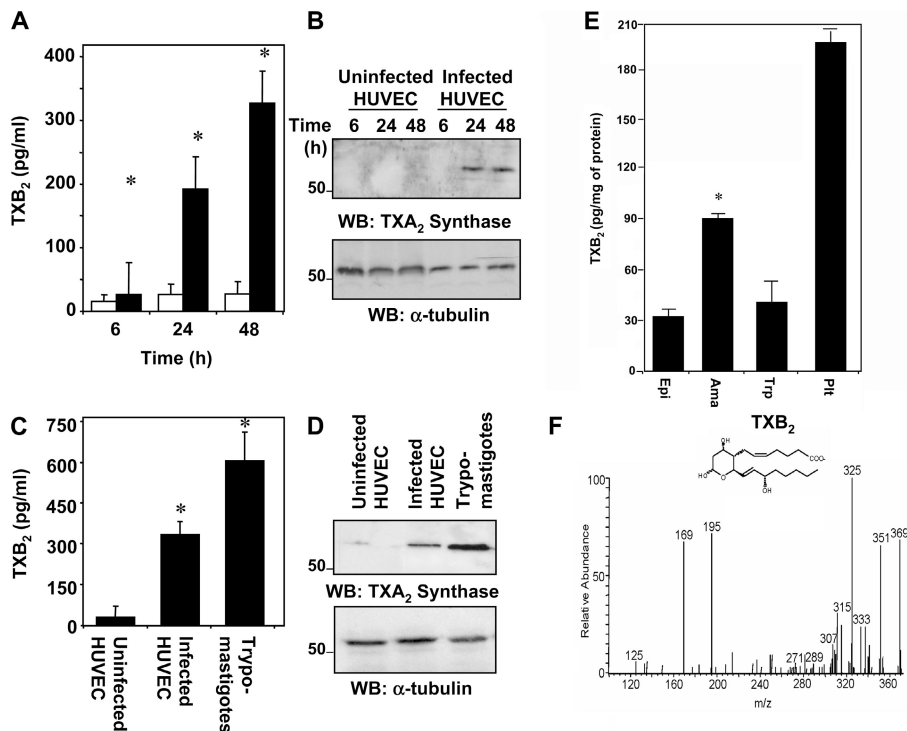 A
TXB₂ (pg/ml)
400
300
200
100
0
*
*
*
6
24
48
Time (h)
B
Uninfected
HUVEC
Infected
HUVEC
Time
(h)
6 24 48 6 24 48
50
WB: TXA₂ Synthase
50
WB: α-tubulin
C
TXB₂ (pg/ml)
750
600
450
300
150
0
*
*
Uninfected
HUVEC
Infected
HUVEC
Trypo-
mastigotes
D
Uninfected
HUVEC
Infected
HUVEC
Trypo-
mastigotes
50
WB: TXA₂ Synthase
50
WB: α-tubulin
E
TXB₂ (pg/mg of protein)
210
180
150
120
90
60
30
0
*
Epi
Ama
Trp
Plt
F
TXB₂
OH
COO-
HO
O
OH
Relative Abundance
100
50
0
125
169
195
271
289
307
315
325
333
351
369
120
160
200
240
280
320
360
m/z